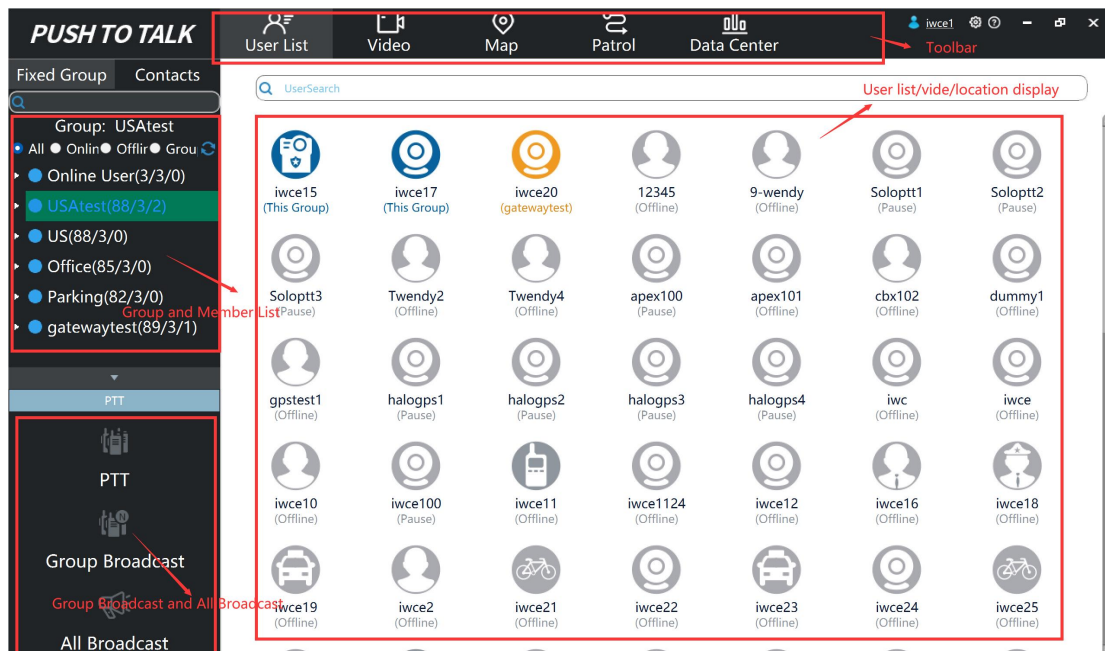 PUSH TO TALK
User List
Video
Map
Patrol
Data Center
iwce1
Toolbar
Fixed Group
Contacts
UserSearch
User list/vide/location display
Group: USAtest
All Onlin Offlir Grou
Online User(3/3/0)
USAtest(88/3/2)
US(88/3/0)
Office(85/3/0)
Parking(82/3/0)
gatewaytest(89/3/1)
Group and Member List
PTT
PTT
Group Broadcast
Group Broadcast and All Broadcast
All Broadcast
iwce15 iwce17 iwce20 12345 9-wendy Soloptt1 Soloptt2
(This Group) (This Group) (gatewaytest) (Offline) (Offline) (Pause) (Pause)
Soloptt3 Twendy2 Twendy4 apex100 apex101 cbx102 dummy1
(Pause) (Offline) (Offline) (Offline) (Offline) (Offline) (Offline)
gpstest1 halogps1 halogps2 halogps3 halogps4 iwc iwce
(Offline) (Pause) (Pause) (Pause) (Pause) (Offline) (Offline)
iwce10 iwce100 iwce11 iwce1124 iwce12 iwce16 iwce18
(Offline) (Pause) (Offline) (Offline) (Offline) (Offline) (Offline)
iwce19 iwce2 iwce21 iwce22 iwce23 iwce24 iwce25
(Offline) (Offline) (Offline) (Offline) (Offline) (Offline) (Offline)